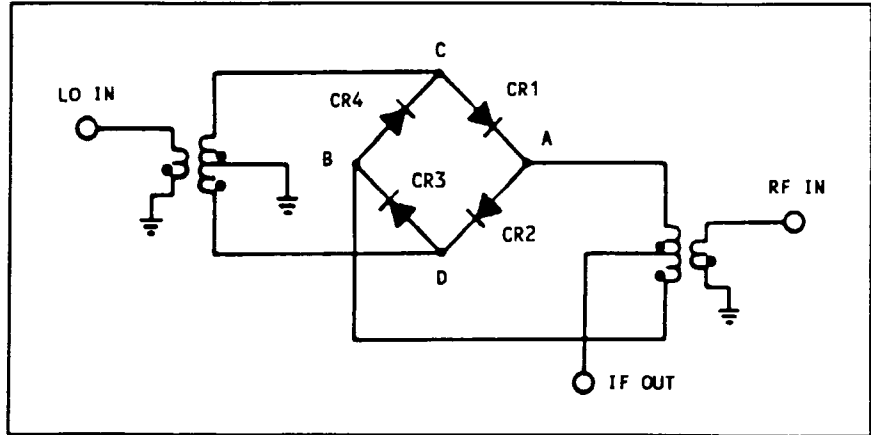 C
CR4
CR1
LO IN
A
B
CR3
RF IN
CR2
D
IF OUT